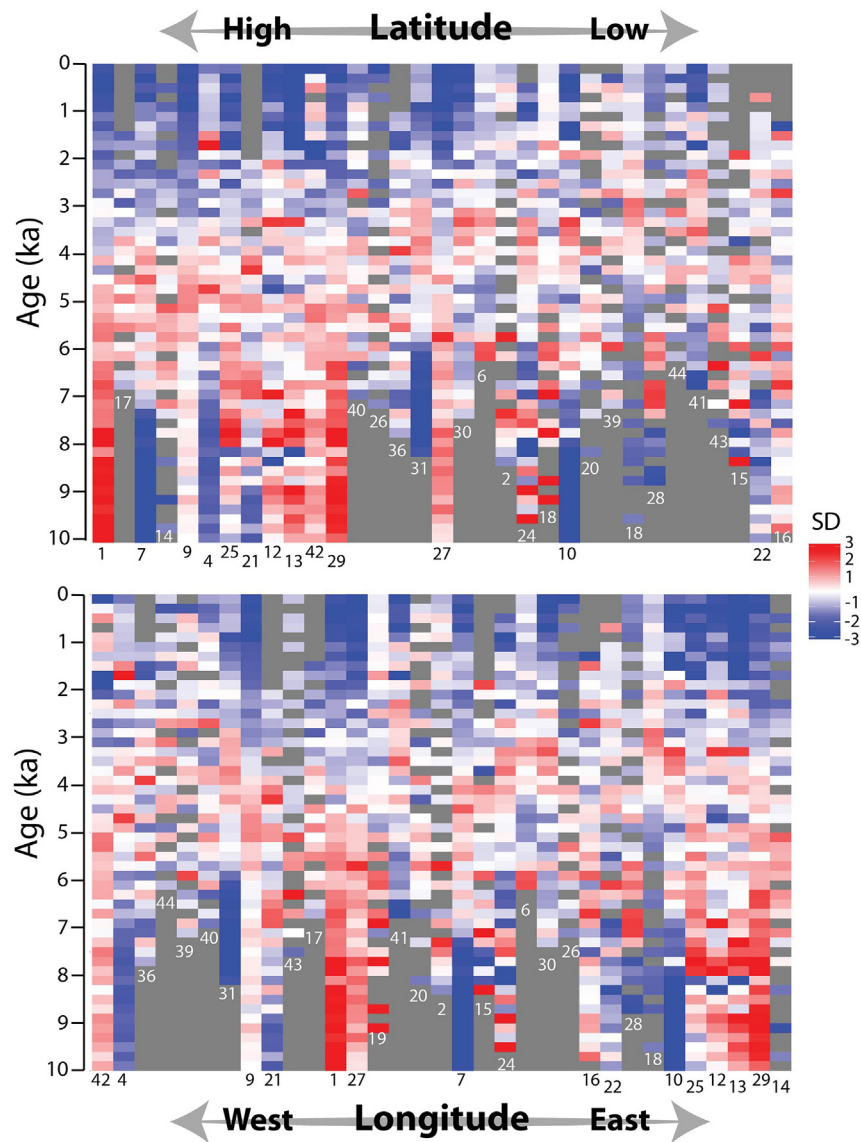 High Latitude Low
0
1
2
3
4
5
6
7
8
9
10
Age (ka)
6 44
17 40 39 41
26 30 43
36 20
31 2 15
28
18
14 24 18 16
1 7 9 4 25 21 12 13 42 29 27 10 22
SD
3
2
1
-1
-2
-3
0
1
2
3
4
5
6
7
8
9
10
Age (ka)
44 6
39 40 17 41 30 26
36 43
31 20 2 15
19 28
24 18
42 4 9 21 1 27 7 16 22 10 25 12 13 29 14
West Longitude East